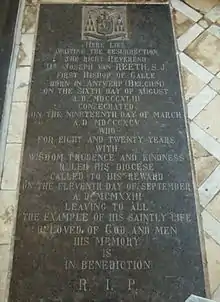 HERE LIES
AWAITING THE RESURRECTION
THE RIGHT REVEREND
DR JOSEPH VAN REETH, S.J.
FIRST BISHOP OF GALLE
BORN IN ANTWERP (BELGIUM)
ON THE SIXTH DAY OF AUGUST
A.D. MDCCCXLIII
CONSECRATED
ON THE NINETEENTH DAY OF MARCH
A.D. MDCCCXCV
WHO
FOR EIGHT AND TWENTY YEARS
WITH
WISDOM PRUDENCE AND KINDNESS
RULED HIS DIOCESE
CALLED TO HIS REWARD
ON THE ELEVENTH DAY OF SEPTEMBER
A.D. MCMXXIII
LEAVING TO ALL
THE EXAMPLE OF HIS SAINTLY LIFE
BELOVED OF GOD AND MEN
HIS MEMORY
IS
IN BENEDICTION
R. I. P.